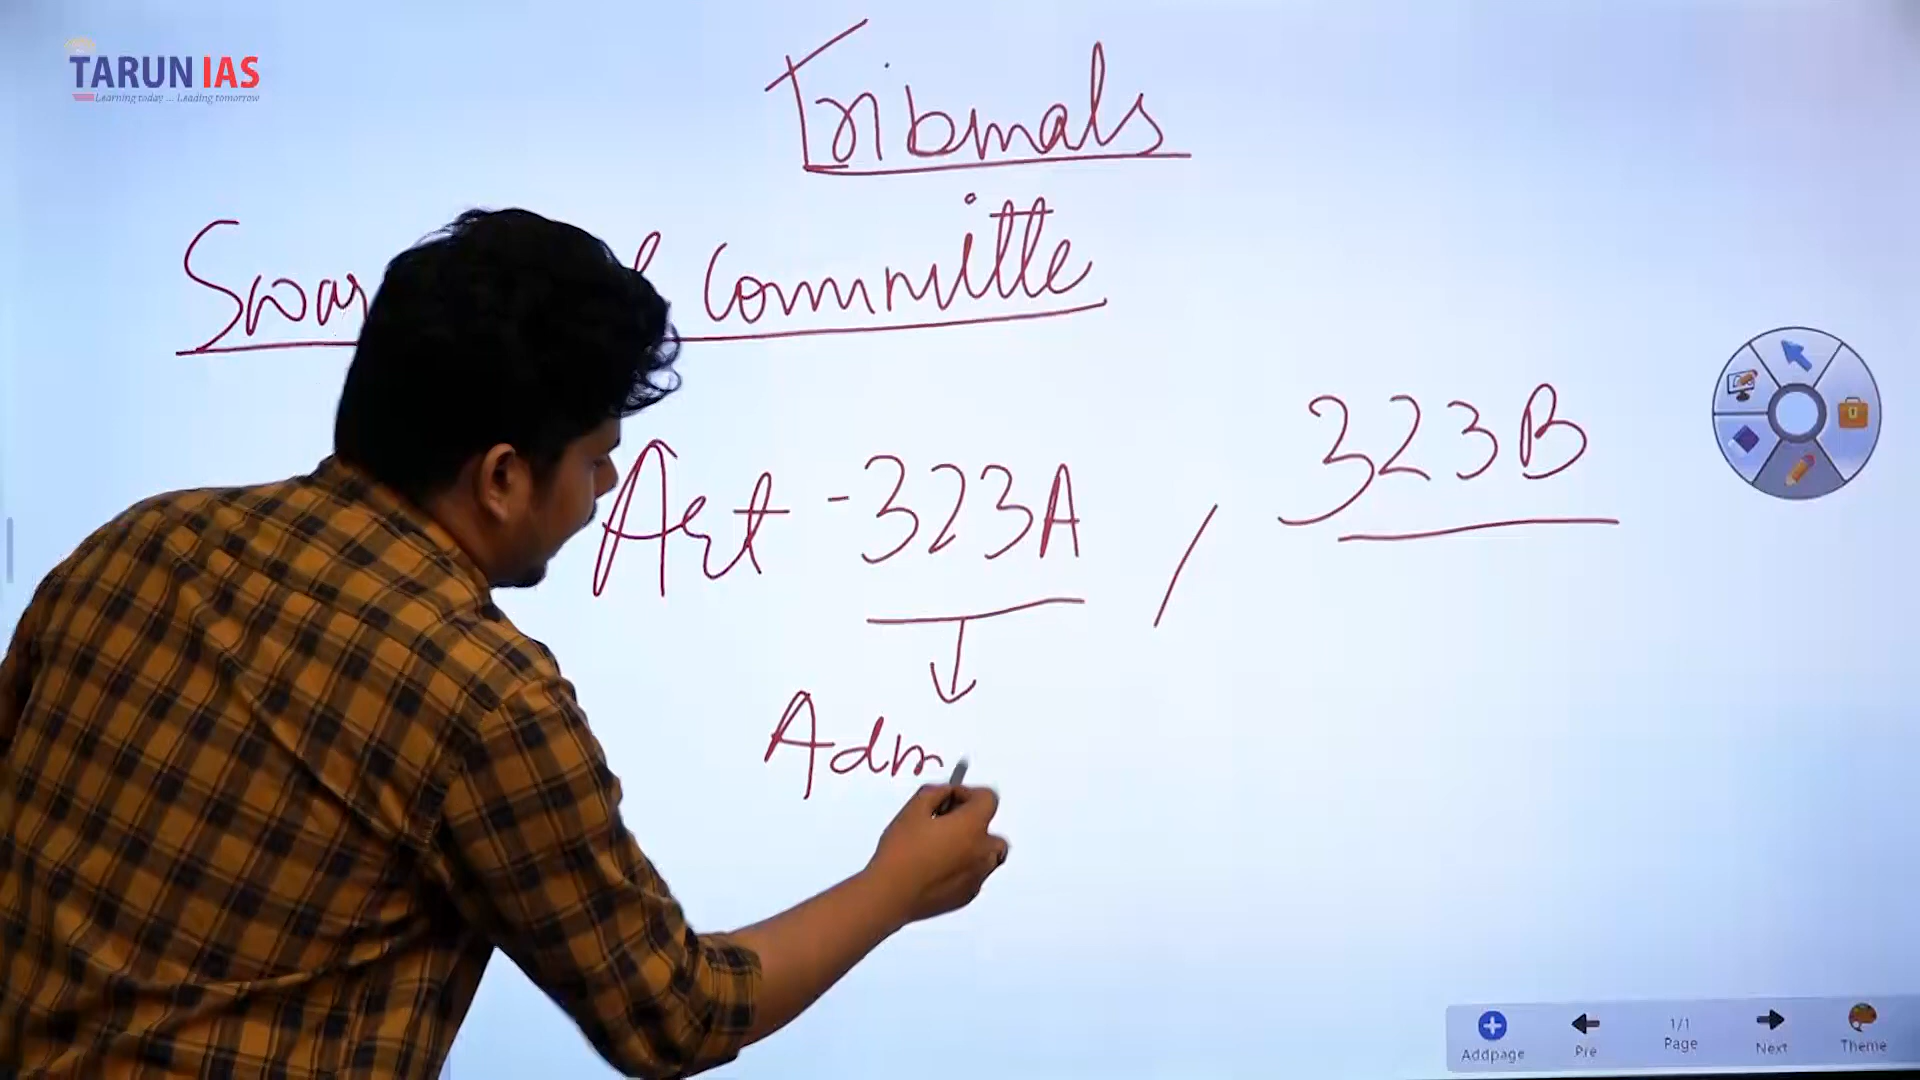 TARUN IAS
Learning today ... Leading tomorrow
Tribunals
Committe
Art - 323A , 323B
Adm
Addpage
Pre
1/1
Page
Next
Theme